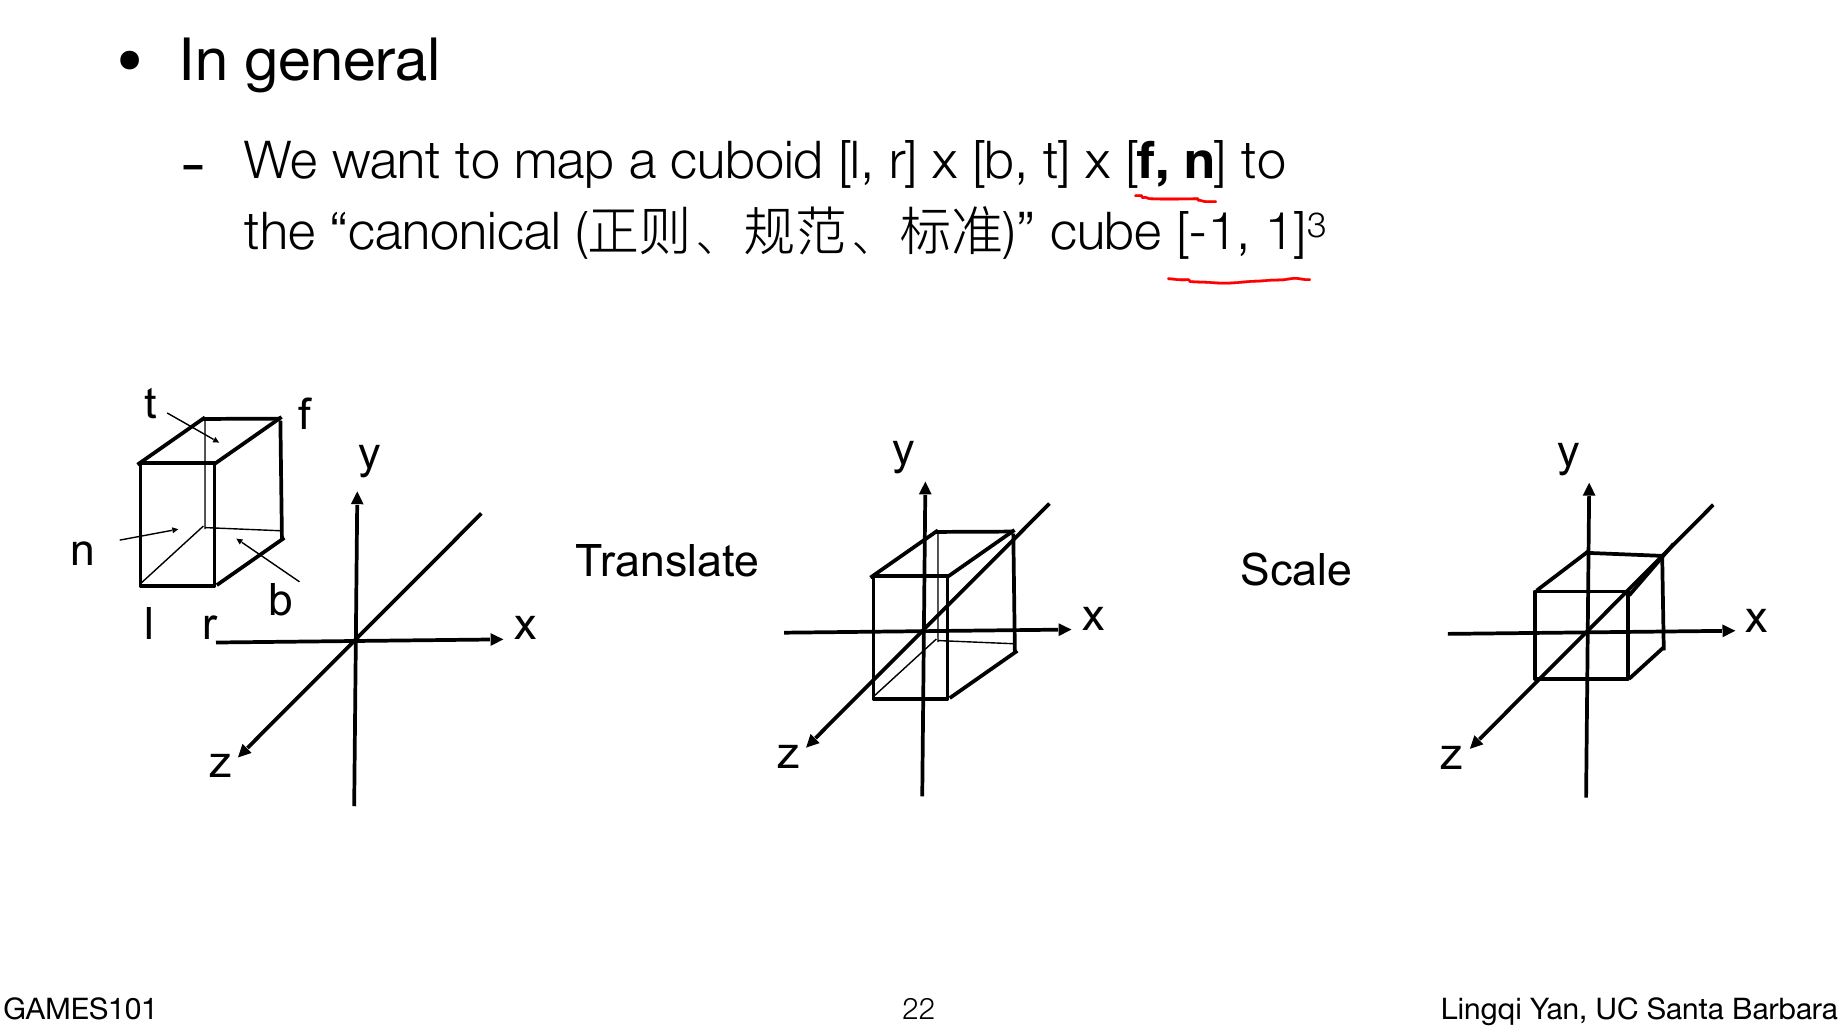 • In general
- We want to map a cuboid [l, r] x [b, t] x [f, n] to
the “canonical (正则、规范、标准)” cube [-1, 1]³
t
f
y
n
b
l
r
x
z
Translate
y
x
z
Scale
y
x
z
GAMES101
22
Lingqi Yan, UC Santa Barbara